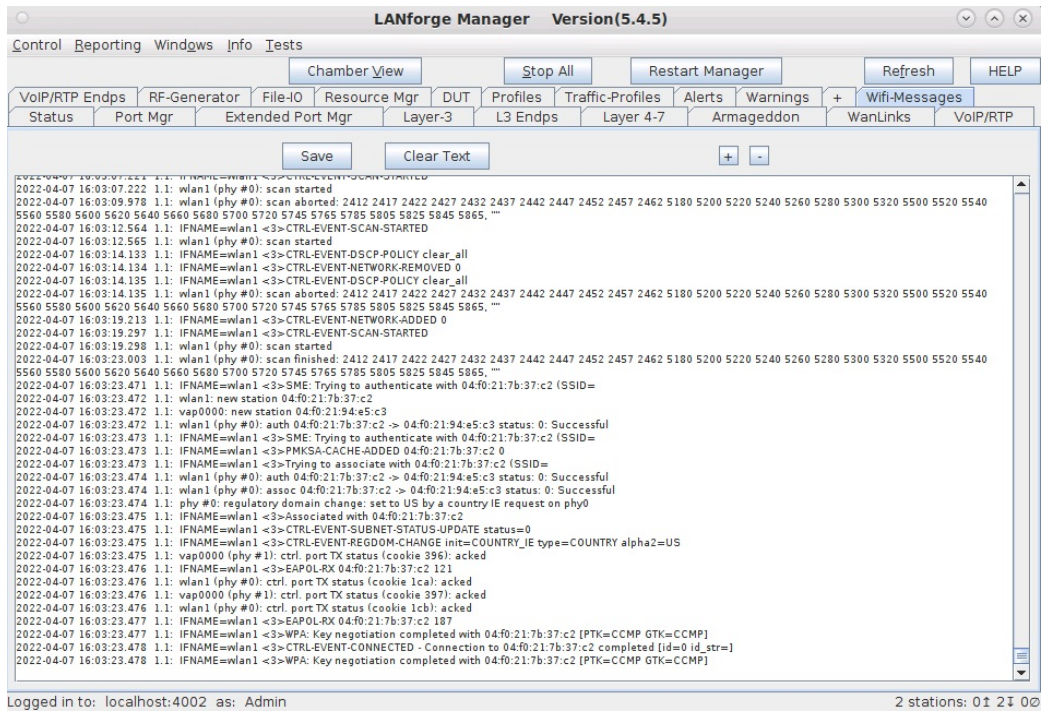 LANforge Manager Version(5.4.5)
Control Reporting Windows Info Tests
Chamber View Stop All Restart Manager Refresh HELP
VoIP/RTP Endps RF-Generator File-IO Resource Mgr DUT Profiles Traffic-Profiles Alerts Warnings + Wifi-Messages
Status Port Mgr Extended Port Mgr Layer-3 L3 Endps Layer 4-7 Armageddon WanLinks VoIP/RTP
Save Clear Text + -
2022-04-07 16:03:07.221 1.1: IFNAME=wlan1 <3>CTRL-EVENT-SCAN-STARTED
2022-04-07 16:03:07.222 1.1: wlan1 (phy #0): scan started
2022-04-07 16:03:09.978 1.1: wlan1 (phy #0): scan aborted: 2412 2417 2422 2427 2432 2437 2442 2447 2452 2457 2462 5180 5200 5220 5240 5260 5280 5300 5320 5500 5520 5540
5560 5580 5600 5620 5640 5660 5680 5700 5720 5745 5765 5785 5805 5825 5845 5865, ""
2022-04-07 16:03:12.564 1.1: IFNAME=wlan1 <3>CTRL-EVENT-SCAN-STARTED
2022-04-07 16:03:12.565 1.1: wlan1 (phy #0): scan started
2022-04-07 16:03:14.133 1.1: IFNAME=wlan1 <3>CTRL-EVENT-DSCP-POLICY clear_all
2022-04-07 16:03:14.134 1.1: IFNAME=wlan1 <3>CTRL-EVENT-NETWORK-REMOVED 0
2022-04-07 16:03:14.135 1.1: IFNAME=wlan1 <3>CTRL-EVENT-DSCP-POLICY clear_all
2022-04-07 16:03:14.135 1.1: wlan1 (phy #0): scan aborted: 2412 2417 2422 2427 2432 2437 2442 2447 2452 2457 2462 5180 5200 5220 5240 5260 5280 5300 5320 5500 5520 5540
5560 5580 5600 5620 5640 5660 5680 5700 5720 5745 5765 5785 5805 5825 5845 5865, ""
2022-04-07 16:03:19.213 1.1: IFNAME=wlan1 <3>CTRL-EVENT-NETWORK-ADDED 0
2022-04-07 16:03:19.297 1.1: IFNAME=wlan1 <3>CTRL-EVENT-SCAN-STARTED
2022-04-07 16:03:19.298 1.1: wlan1 (phy #0): scan started
2022-04-07 16:03:23.003 1.1: wlan1 (phy #0): scan finished: 2412 2417 2422 2427 2432 2437 2442 2447 2452 2457 2462 5180 5200 5220 5240 5260 5280 5300 5320 5500 5520 5540
5560 5580 5600 5620 5640 5660 5680 5700 5720 5745 5765 5785 5805 5825 5845 5865, ""
2022-04-07 16:03:23.471 1.1: IFNAME=wlan1 <3>SME: Trying to authenticate with 04:f0:21:7b:37:c2 (SSID=
2022-04-07 16:03:23.472 1.1: wlan1: new station 04:f0:21:7b:37:c2
2022-04-07 16:03:23.472 1.1: vap0000: new station 04:f0:21:94:e5:c3
2022-04-07 16:03:23.472 1.1: wlan1 (phy #0): auth 04:f0:21:7b:37:c2 -> 04:f0:21:94:e5:c3 status: 0: Successful
2022-04-07 16:03:23.473 1.1: IFNAME=wlan1 <3>SME: Trying to authenticate with 04:f0:21:7b:37:c2 (SSID=
2022-04-07 16:03:23.473 1.1: IFNAME=wlan1 <3>PMKSA-CACHE-ADDED 04:f0:21:7b:37:c2 0
2022-04-07 16:03:23.473 1.1: IFNAME=wlan1 <3>Trying to associate with 04:f0:21:7b:37:c2 (SSID=
2022-04-07 16:03:23.474 1.1: wlan1 (phy #0): auth 04:f0:21:7b:37:c2 -> 04:f0:21:94:e5:c3 status: 0: Successful
2022-04-07 16:03:23.474 1.1: wlan1 (phy #0): assoc 04:f0:21:7b:37:c2 -> 04:f0:21:94:e5:c3 status: 0: Successful
2022-04-07 16:03:23.474 1.1: phy #0: regulatory domain change: set to US by a country IE request on phy0
2022-04-07 16:03:23.475 1.1: IFNAME=wlan1 <3>Associated with 04:f0:21:7b:37:c2
2022-04-07 16:03:23.475 1.1: IFNAME=wlan1 <3>CTRL-EVENT-SUBNET-STATUS-UPDATE status=0
2022-04-07 16:03:23.475 1.1: IFNAME=wlan1 <3>CTRL-EVENT-REGDOM-CHANGE init=COUNTRY_IE type=COUNTRY alpha2=US
2022-04-07 16:03:23.475 1.1: vap0000 (phy #1): ctrl. port TX status (cookie 396): acked
2022-04-07 16:03:23.476 1.1: IFNAME=wlan1 <3>EAPOL-RX 04:f0:21:7b:37:c2 121
2022-04-07 16:03:23.476 1.1: wlan1 (phy #0): ctrl. port TX status (cookie 1ca): acked
2022-04-07 16:03:23.476 1.1: vap0000 (phy #1): ctrl. port TX status (cookie 397): acked
2022-04-07 16:03:23.476 1.1: wlan1 (phy #0): ctrl. port TX status (cookie 1cb): acked
2022-04-07 16:03:23.477 1.1: IFNAME=wlan1 <3>EAPOL-RX 04:f0:21:7b:37:c2 187
2022-04-07 16:03:23.477 1.1: IFNAME=wlan1 <3>WPA: Key negotiation completed with 04:f0:21:7b:37:c2 [PTK=CCMP GTK=CCMP]
2022-04-07 16:03:23.478 1.1: IFNAME=wlan1 <3>CTRL-EVENT-CONNECTED - Connection to 04:f0:21:7b:37:c2 completed [id=0 id_str=]
2022-04-07 16:03:23.478 1.1: IFNAME=wlan1 <3>WPA: Key negotiation completed with 04:f0:21:7b:37:c2 [PTK=CCMP GTK=CCMP]
Logged in to: localhost:4002 as: Admin 2 stations: 0↥ 2↧ 0∅